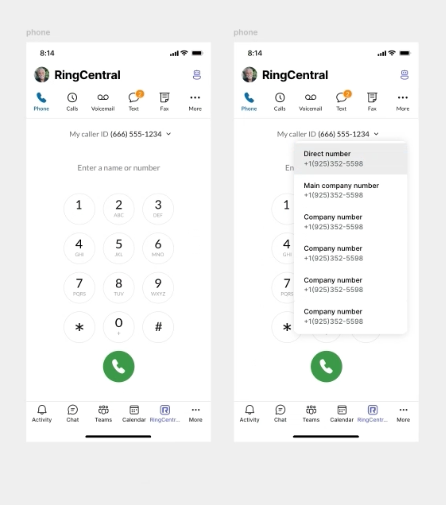 phone
8:14
RingCentral
2
Phone Calls Voicemail Text Fax More
My caller ID (666) 555-1234
Enter a name or number
1 2 3
ABC DEF
4 5 6
GHI JKL MNO
7 8 9
PQRS TUV WXYZ
* 0 #
+
Activity Chat Teams Calendar RingCentr... More
phone
8:14
RingCentral
2
Phone Calls Voicemail Text Fax More
My caller ID (666) 555-1234
En
Direct number
+1(925)352-5598
Main company number
+1(925)352-5598
Company number
+1(925)352-5598
Company number
+1(925)352-5598
Company number
+1(925)352-5598
Company number
+1(925)352-5598
1
4
GHI
7
PQRS
*
Activity Chat Teams Calendar RingCentr... More